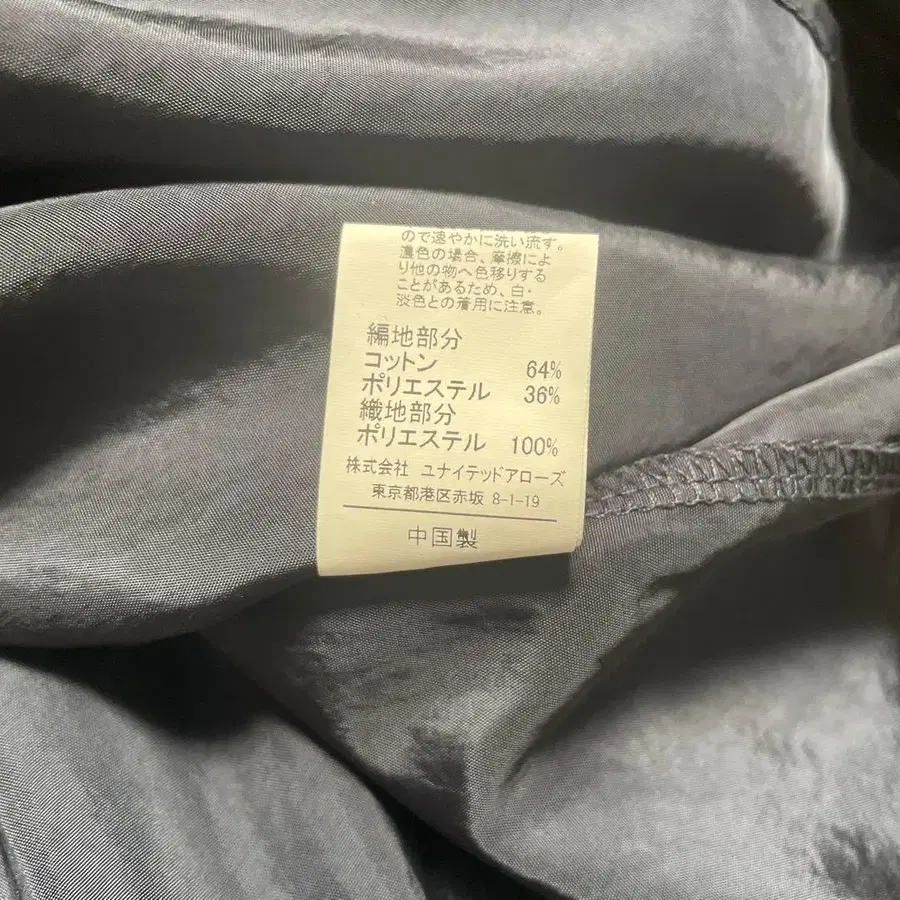 ので速やかに洗い流す。
濃色の場合、摩擦によ
り他の物へ色移りする
ことがあるため、白・
淡色との着用に注意。
編地部分
コットン 64%
ポリエステル 36%
織地部分
ポリエステル 100%
株式会社 ユナイテッドアローズ
東京都港区赤坂 8-1-19
中国製